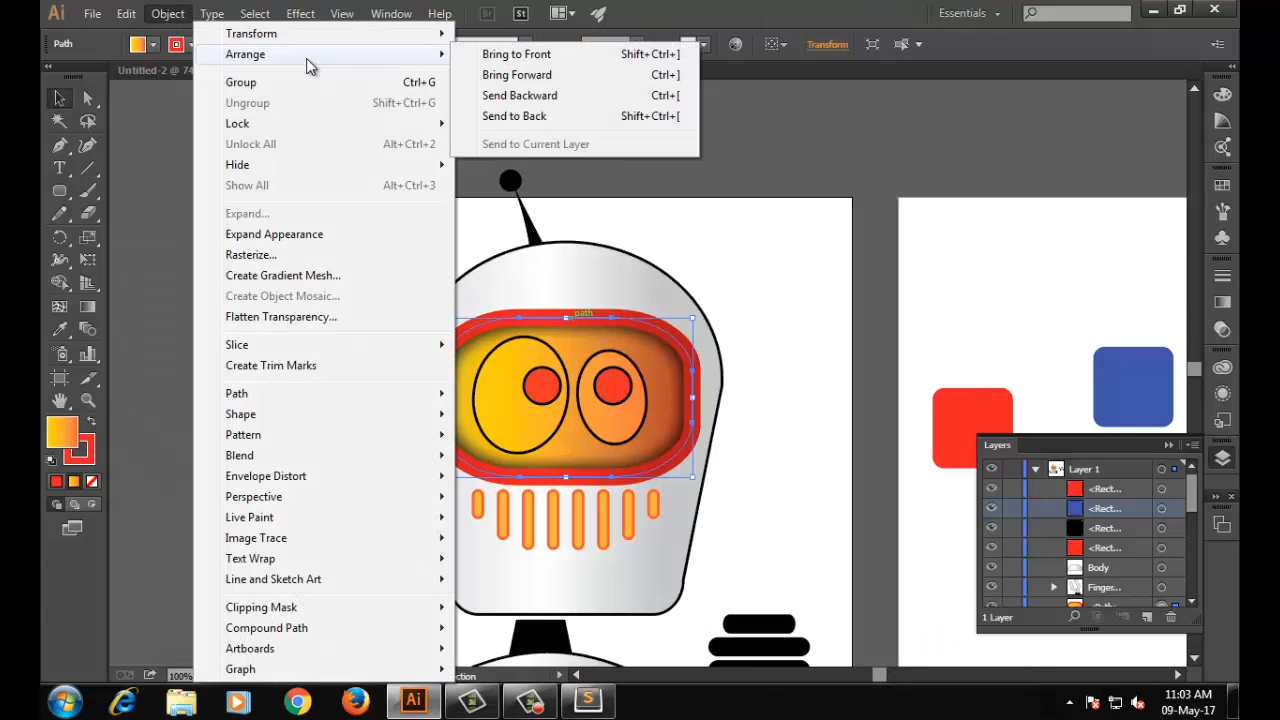 Ai File Edit Object Type Select Effect View Window Help Br St Essentials
Path Transform
Untitled-2 @ 74
Transform
Arrange
Group Ctrl+G
Ungroup Shift+Ctrl+G
Lock
Unlock All Alt+Ctrl+2
Hide
Show All Alt+Ctrl+3
Expand...
Expand Appearance
Rasterize...
Create Gradient Mesh...
Create Object Mosaic...
Flatten Transparency...
Slice
Create Trim Marks
Path
Shape
Pattern
Blend
Envelope Distort
Perspective
Live Paint
Image Trace
Text Wrap
Line and Sketch Art
Clipping Mask
Compound Path
Artboards
Graph
Bring to Front Shift+Ctrl+]
Bring Forward Ctrl+]
Send Backward Ctrl+[
Send to Back Shift+Ctrl+[
Send to Current Layer
path
Layers
Layer 1
<Rect...
<Rect...
<Rect...
<Rect...
Body
Finger...
1 Layer
100%
Ai
S
11:03 AM
09-May-17